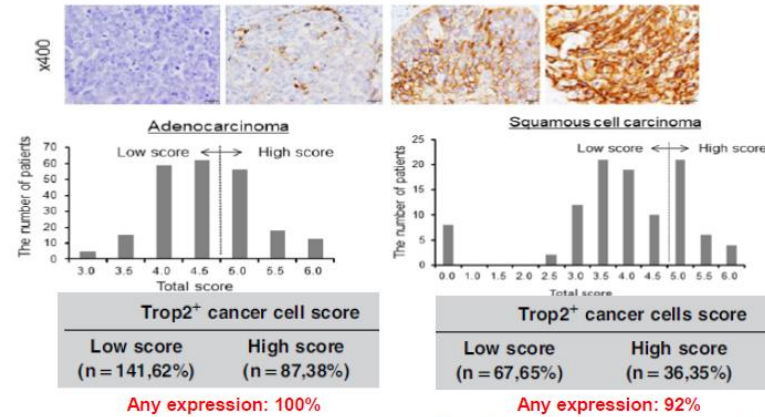 x400
Adenocarcinoma
Low score ←→ High score
The number of patients
70
60
50
40
30
20
10
0
3.0 3.5 4.0 4.5 5.0 5.5 6.0
Total score
Squamous cell carcinoma
Low score ←→ High score
The number of patients
25
20
15
10
5
0
0.0 1.0 1.5 2.0 2.5 3.0 3.5 4.0 4.5 5.0 5.5 6.0
Total score
Trop2⁺ cancer cell score
Low score High score
(n = 141,62%) (n = 87,38%)
Any expression: 100%
Trop2⁺ cancer cells score
Low score High score
(n = 67,65%) (n = 36,35%)
Any expression: 92%